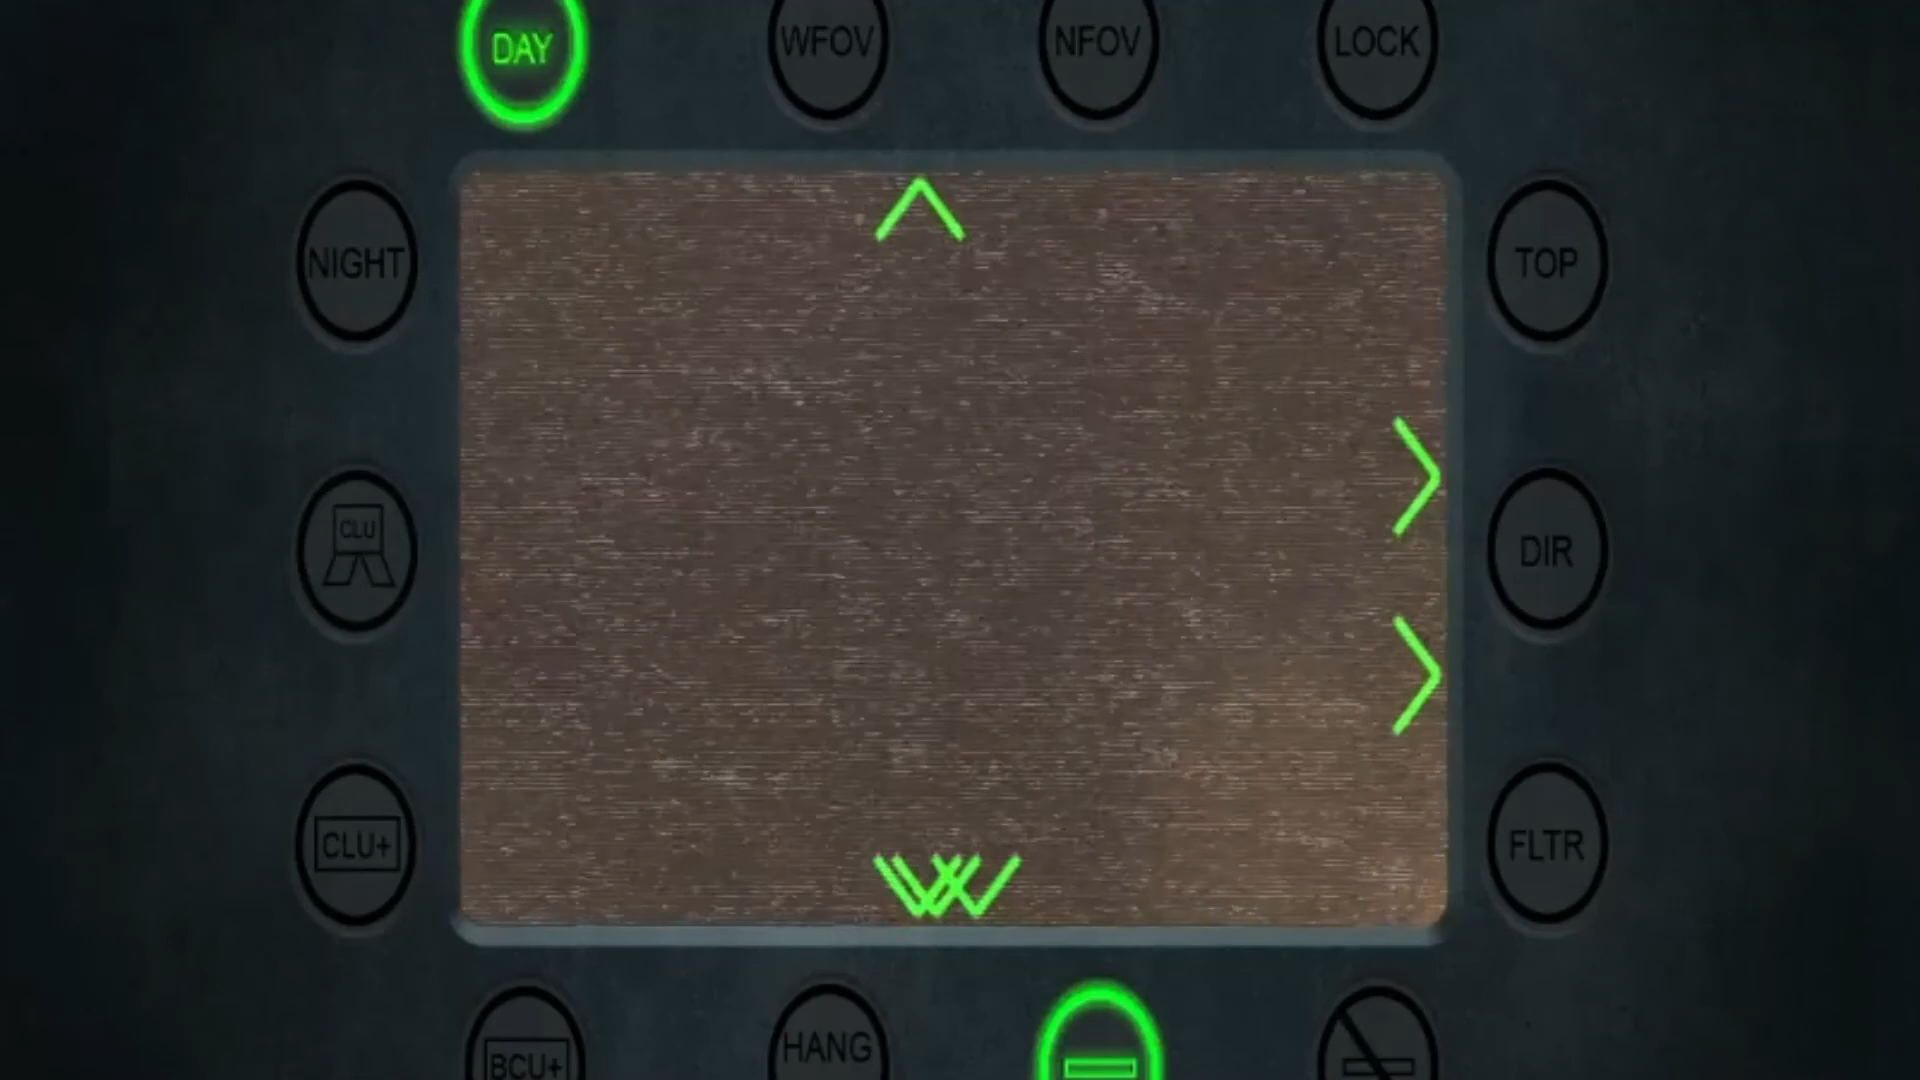 DAY
WFOV
NFOV
LOCK
NIGHT
TOP
CLU
DIR
CLU+
FLTR
BCU+
HANG